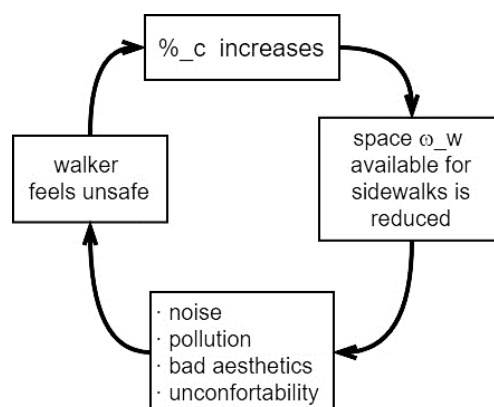 %_c increases
space ω_w
available for
sidewalks is
reduced
· noise
· pollution
· bad aesthetics
· unconfortability
walker
feels unsafe